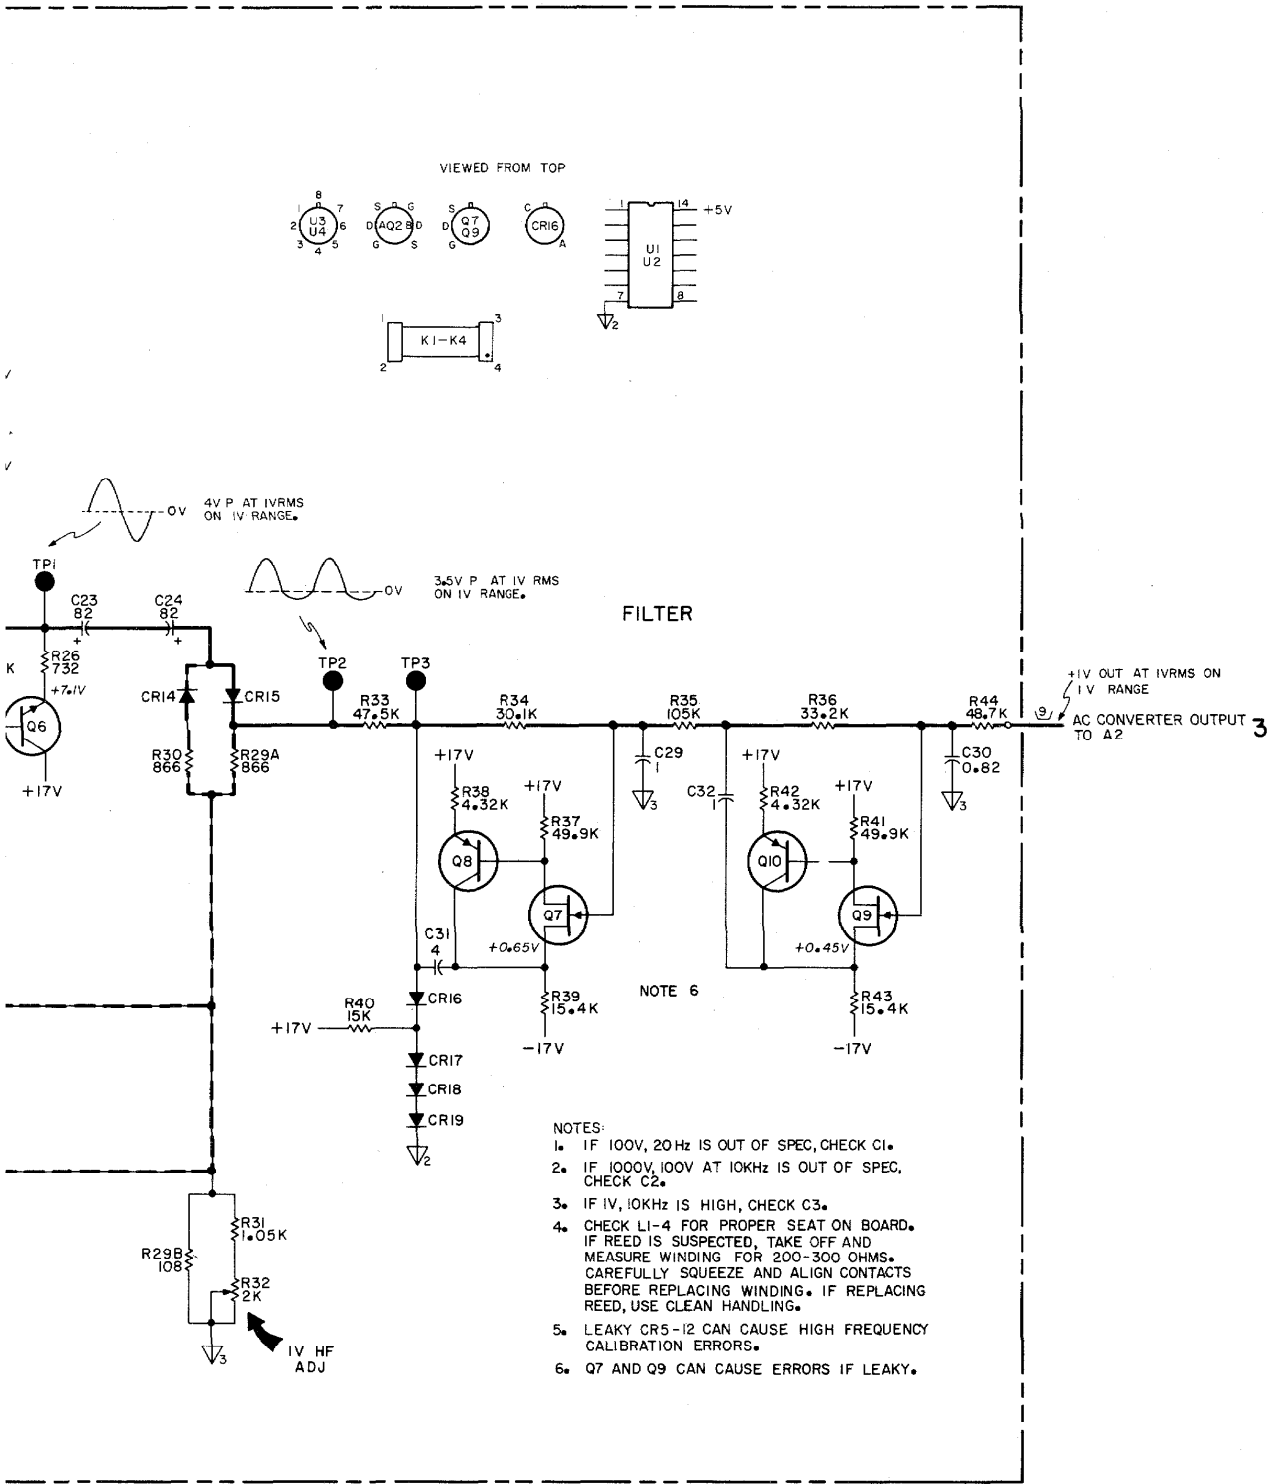 VIEWED FROM TOP
8
1 7
2 U3 6
U4
3 5
4
S G
D AQ2B D
G S
S
D Q7
Q9
G
C
CR16
A
1 14 +5V
U1
U2
7 8
2
1 3
K1-K4
2 4
V
V
4V P AT 1VRMS
ON 1V RANGE.
0V
TP1
3.5V P AT 1V RMS
ON 1V RANGE.
0V
FILTER
C23
82
+
C24
82
+
K
R26
732
+7.1V
Q6
+17V
CR14
CR15
R30
866
R29A
866
TP2
TP3
R33
47.5K
R34
30.1K
R35
105K
R36
33.2K
R44
48.7K
9
+1V OUT AT 1VRMS ON
1V RANGE
AC CONVERTER OUTPUT 3
TO A2
C29
1
3
C32
1
C30
0.82
3
+17V
R38
4.32K
+17V
R37
49.9K
Q8
Q7
+0.65V
C31
4
+17V
R42
4.32K
+17V
R41
49.9K
Q10
Q9
+0.45V
NOTE 6
R39
15.4K
-17V
R43
15.4K
-17V
CR16
R40
15K
+17V
CR17
CR18
CR19
2
R31
1.05K
R29B
108
R32
2K
3
1V HF
ADJ
NOTES:
1. IF 100V, 20Hz IS OUT OF SPEC, CHECK C1.
2. IF 1000V, 100V AT 10KHz IS OUT OF SPEC,
CHECK C2.
3. IF 1V, 10KHz IS HIGH, CHECK C3.
4. CHECK L1-4 FOR PROPER SEAT ON BOARD.
IF REED IS SUSPECTED, TAKE OFF AND
MEASURE WINDING FOR 200-300 OHMS.
CAREFULLY SQUEEZE AND ALIGN CONTACTS
BEFORE REPLACING WINDING. IF REPLACING
REED, USE CLEAN HANDLING.
5. LEAKY CR5-12 CAN CAUSE HIGH FREQUENCY
CALIBRATION ERRORS.
6. Q7 AND Q9 CAN CAUSE ERRORS IF LEAKY.